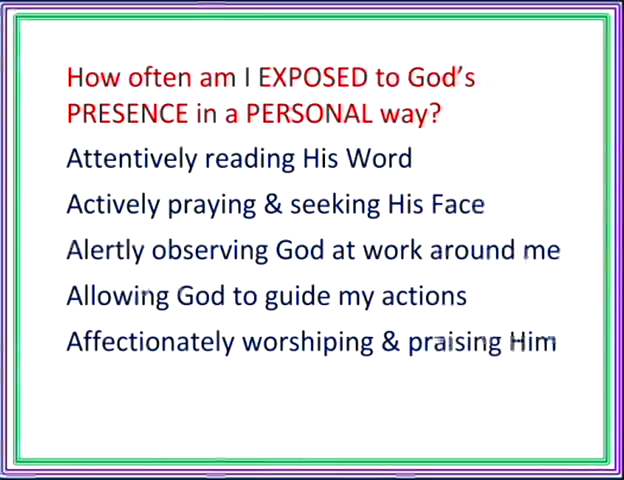 How often am I EXPOSED to God's
PRESENCE in a PERSONAL way?
Attentively reading His Word
Actively praying & seeking His Face
Alertly observing God at work around me
Allowing God to guide my actions
Affectionately worshiping & praising Him